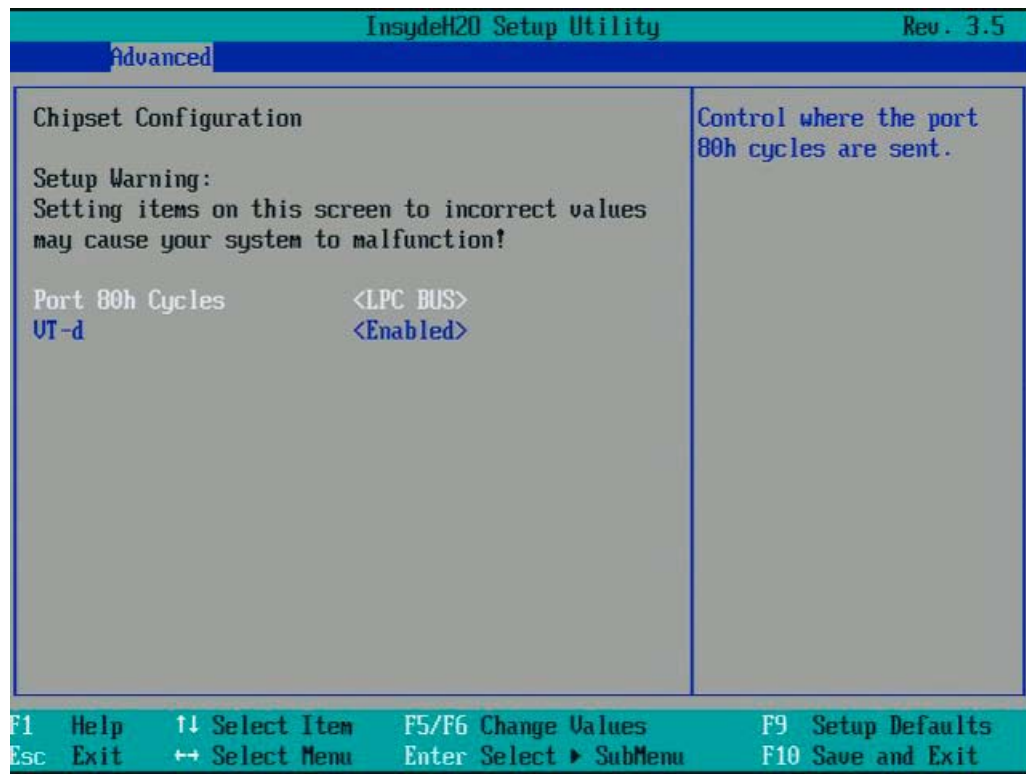 InsydeH20 Setup Utility Rev. 3.5
Advanced
Chipset Configuration
Setup Warning:
Setting items on this screen to incorrect values
may cause your system to malfunction!
Port 80h Cycles <LPC BUS>
VT-d <Enabled>
Control where the port
80h cycles are sent.
F1 Help ↑↓ Select Item F5/F6 Change Values F9 Setup Defaults
Esc Exit ↔ Select Menu Enter Select ▶ SubMenu F10 Save and Exit